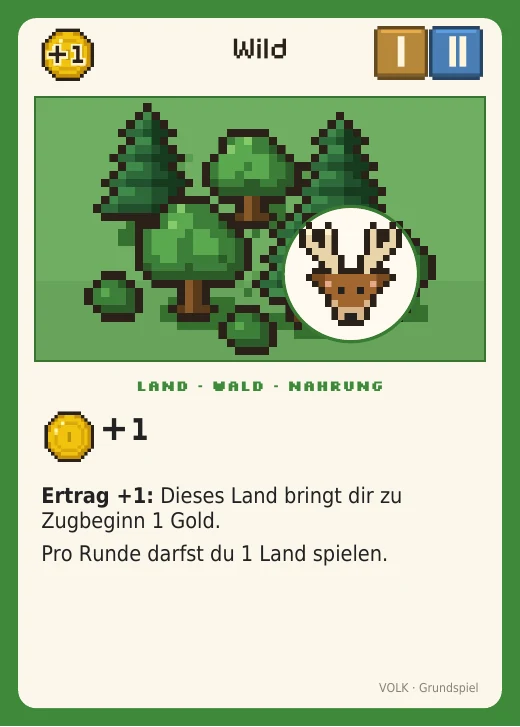 +1
Wild
I
II
LAND · WALD · NAHRUNG
+1
Ertrag +1: Dieses Land bringt dir zu
Zugbeginn 1 Gold.
Pro Runde darfst du 1 Land spielen.
VOLK · Grundspiel